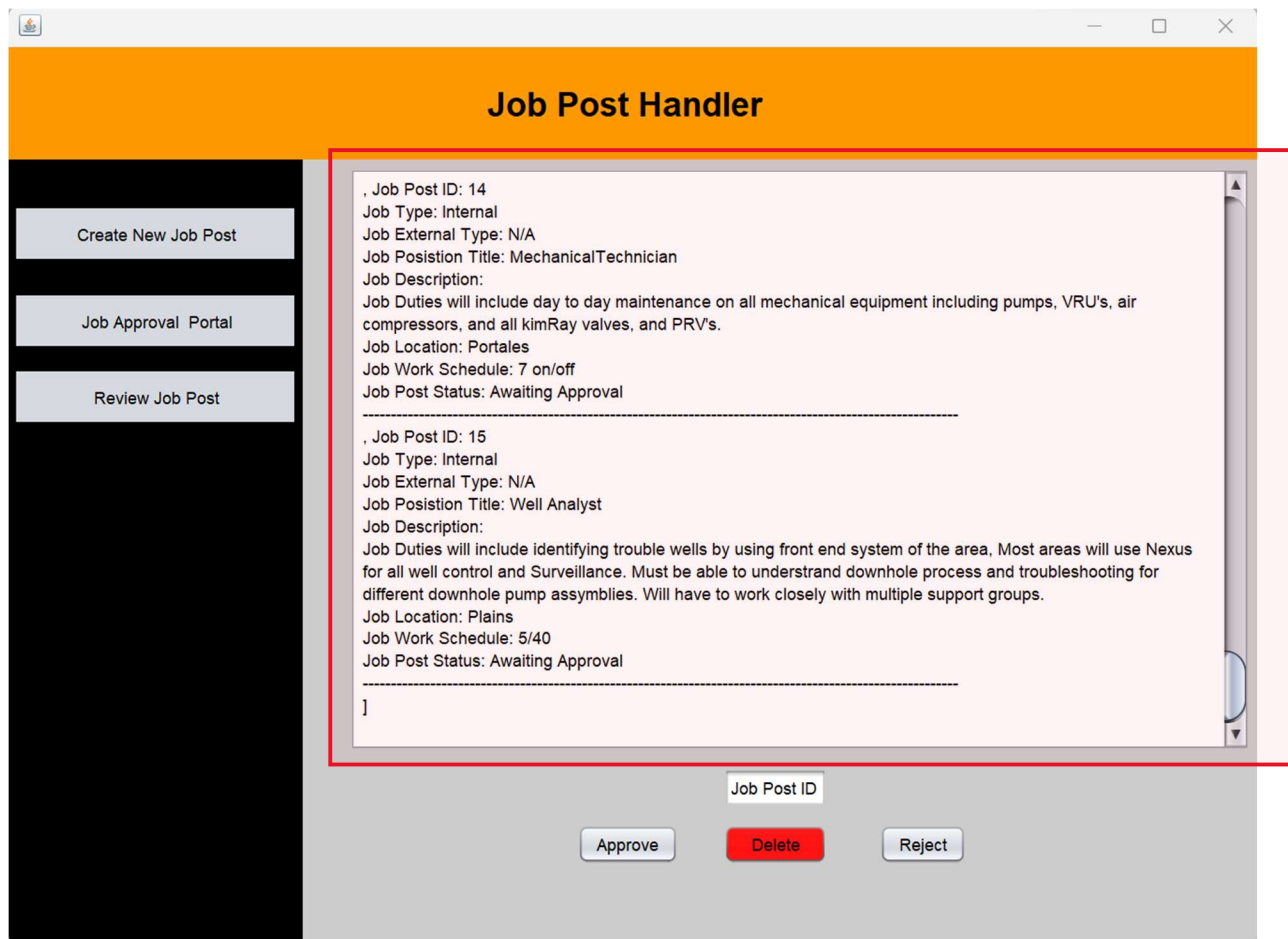 Job Post Handler
Create New Job Post
Job Approval  Portal
Review Job Post
, Job Post ID: 14
Job Type: Internal
Job External Type: N/A
Job Posistion Title: MechanicalTechnician
Job Description:
Job Duties will include day to day maintenance on all mechanical equipment including pumps, VRU's, air
compressors, and all kimRay valves, and PRV's.
Job Location: Portales
Job Work Schedule: 7 on/off
Job Post Status: Awaiting Approval
----------------------------------------------------------------------------------------------------------
, Job Post ID: 15
Job Type: Internal
Job External Type: N/A
Job Posistion Title: Well Analyst
Job Description:
Job Duties will include identifying trouble wells by using front end system of the area, Most areas will use Nexus
for all well control and Surveillance. Must be able to understrand downhole process and troubleshooting for
different downhole pump assymblies. Will have to work closely with multiple support groups.
Job Location: Plains
Job Work Schedule: 5/40
Job Post Status: Awaiting Approval
----------------------------------------------------------------------------------------------------------
]
Job Post ID
Approve
Delete
Reject